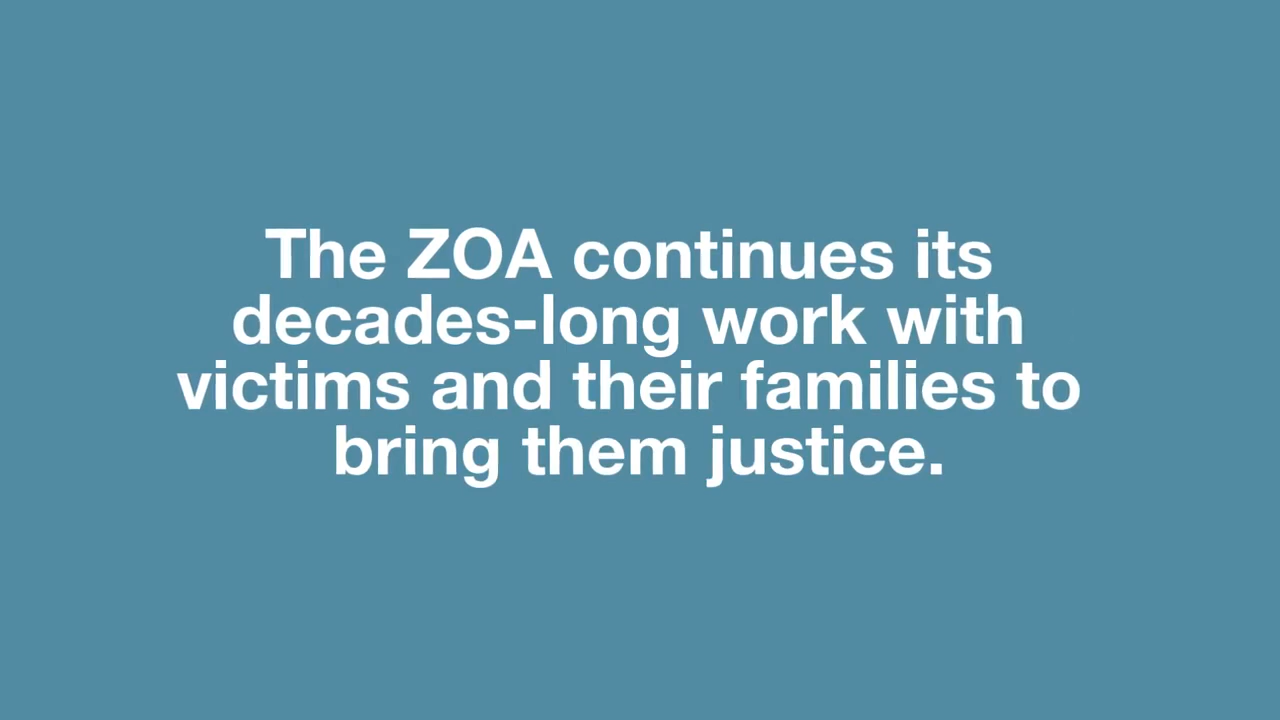 The ZOA continues its
decades-long work with
victims and their families to
bring them justice.